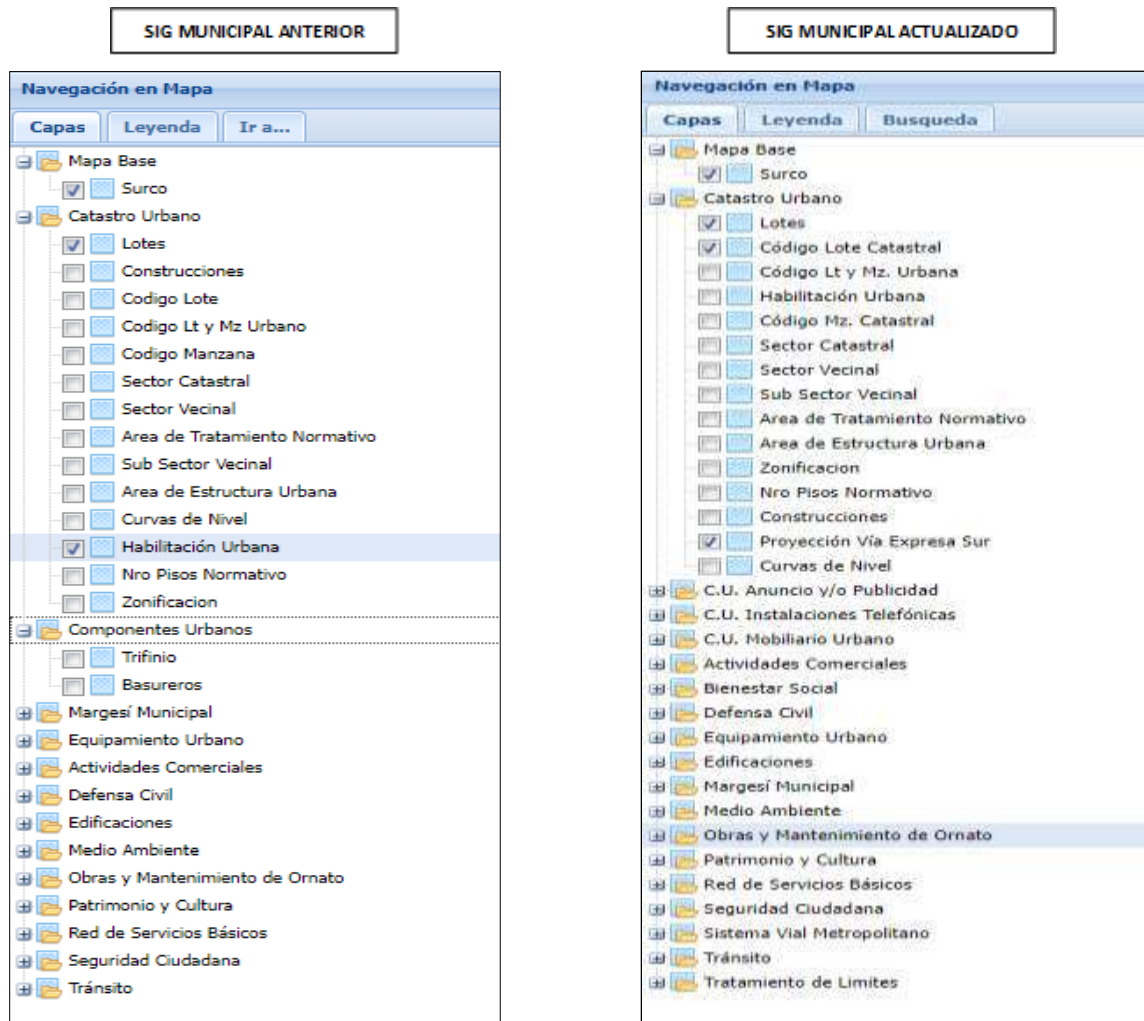 SIG MUNICIPAL ANTERIOR
Navegación en Mapa
Capas Leyenda Ir a...
Mapa Base
Surco
Catastro Urbano
Lotes
Construcciones
Codigo Lote
Codigo Lt y Mz Urbano
Codigo Manzana
Sector Catastral
Sector Vecinal
Area de Tratamiento Normativo
Sub Sector Vecinal
Area de Estructura Urbana
Curvas de Nivel
Habilitación Urbana
Nro Pisos Normativo
Zonificacion
Componentes Urbanos
Trifinio
Basureros
Margesí Municipal
Equipamiento Urbano
Actividades Comerciales
Defensa Civil
Edificaciones
Medio Ambiente
Obras y Mantenimiento de Ornato
Patrimonio y Cultura
Red de Servicios Básicos
Seguridad Ciudadana
Tránsito
SIG MUNICIPAL ACTUALIZADO
Navegación en Mapa
Capas Leyenda Busqueda
Mapa Base
Surco
Catastro Urbano
Lotes
Código Lote Catastral
Código Lt y Mz. Urbana
Habilitación Urbana
Código Mz. Catastral
Sector Catastral
Sector Vecinal
Sub Sector Vecinal
Area de Tratamiento Normativo
Area de Estructura Urbana
Zonificacion
Nro Pisos Normativo
Construcciones
Proyección Vía Expresa Sur
Curvas de Nivel
C.U. Anuncio y/o Publicidad
C.U. Instalaciones Telefónicas
C.U. Mobiliario Urbano
Actividades Comerciales
Bienestar Social
Defensa Civil
Equipamiento Urbano
Edificaciones
Margesí Municipal
Medio Ambiente
Obras y Mantenimiento de Ornato
Patrimonio y Cultura
Red de Servicios Básicos
Seguridad Ciudadana
Sistema Vial Metropolitano
Tránsito
Tratamiento de Limites